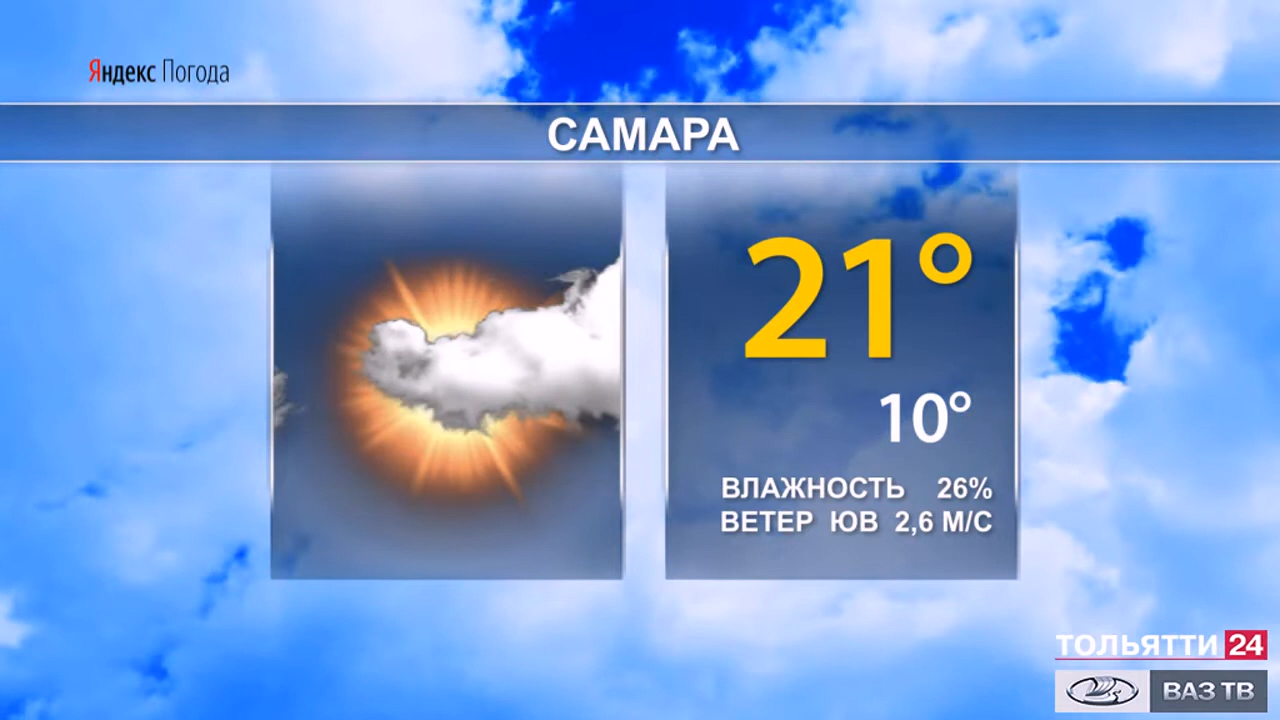 Яндекс Погода
САМАРА
21°
10°
ВЛАЖНОСТЬ 26%
ВЕТЕР ЮВ 2,6 М/С
ТОЛЬЯТТИ 24
ВАЗ ТВ